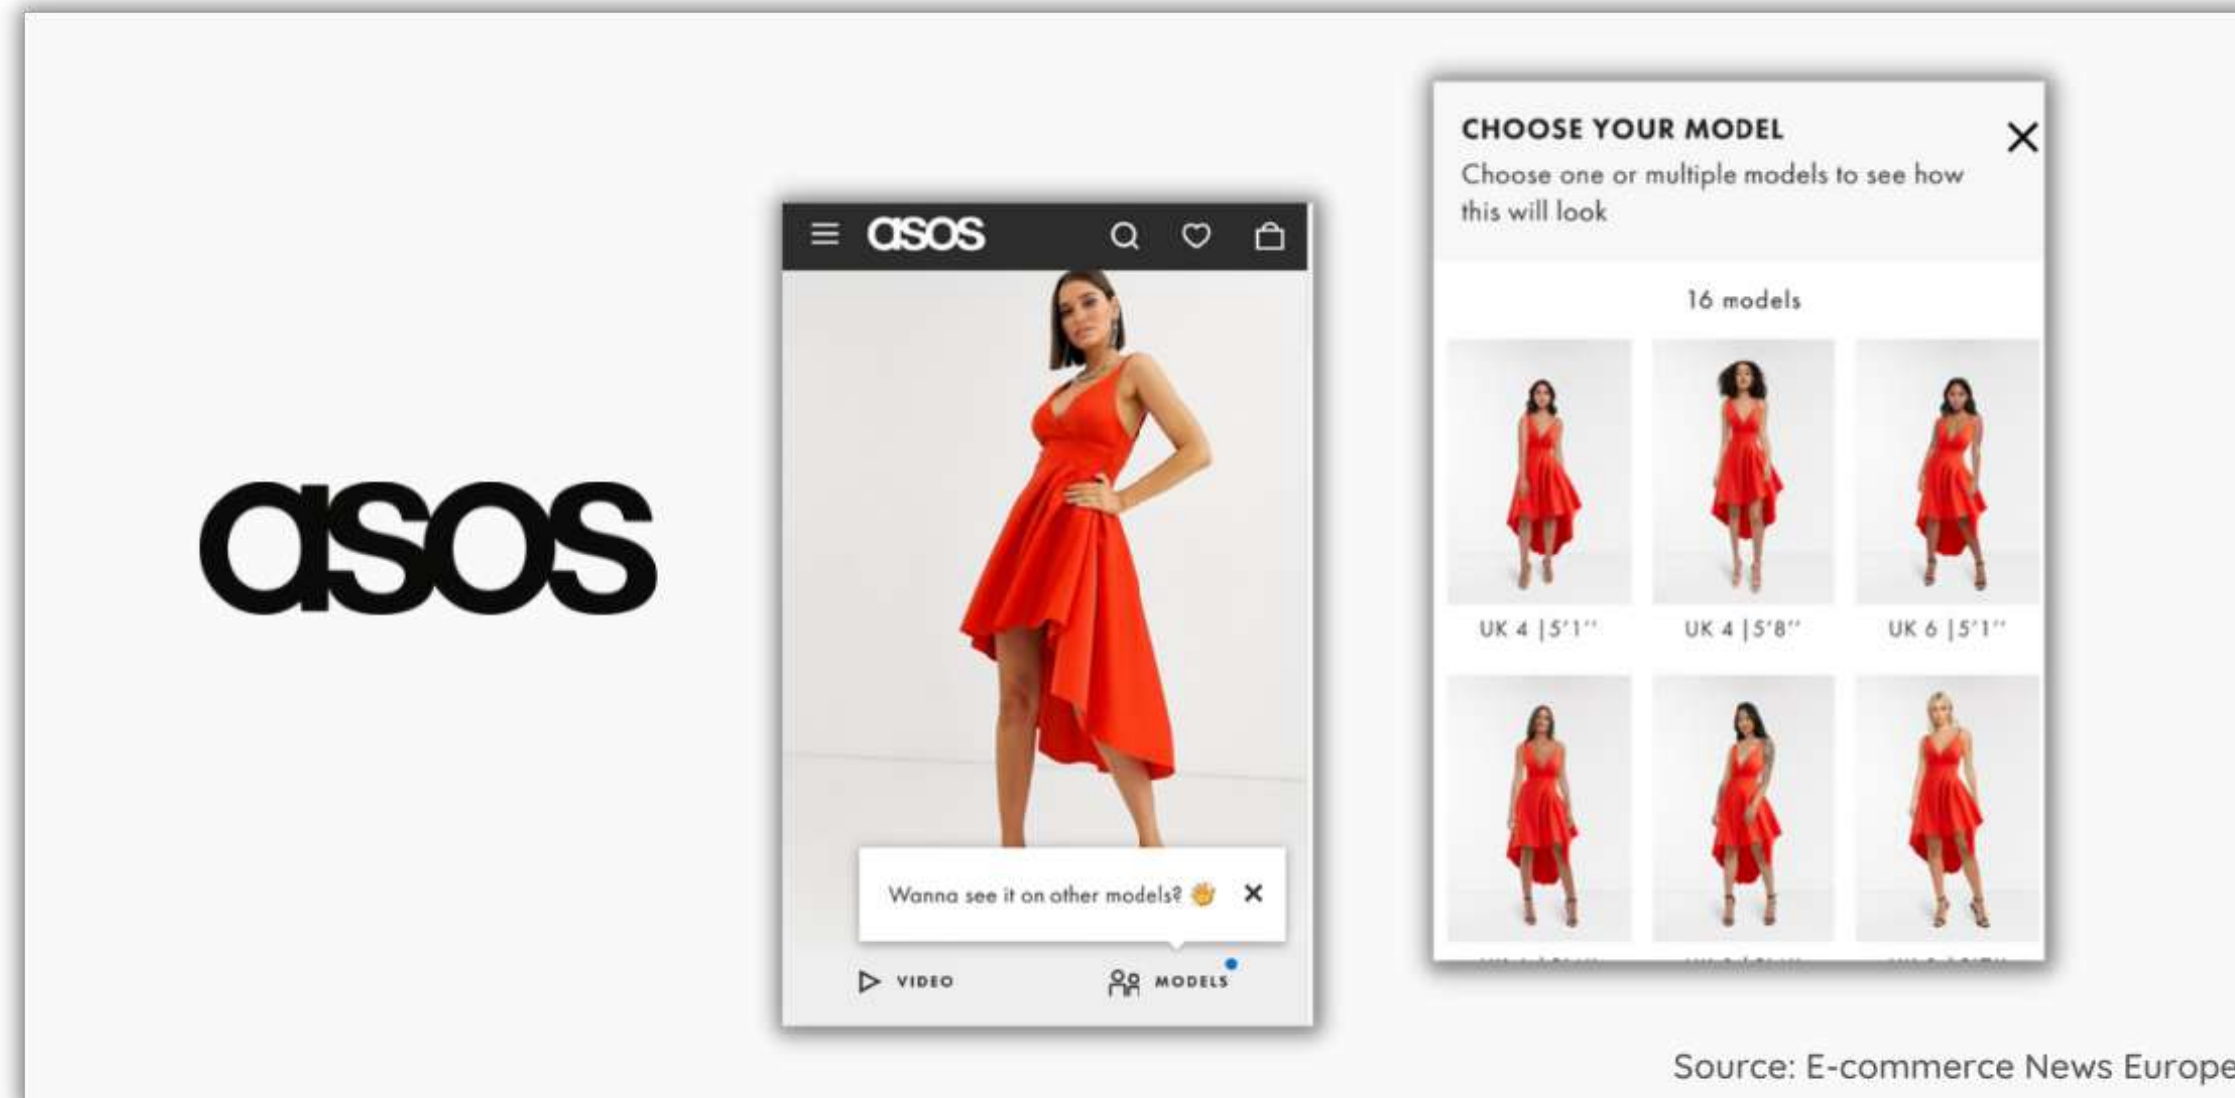 asos
asos
Wanna see it on other models? 👋
VIDEO
MODELS
CHOOSE YOUR MODEL
Choose one or multiple models to see how
this will look
16 models
UK 4 | 5'1''
UK 4 | 5'8''
UK 6 | 5'1''
Source: E-commerce News Europe